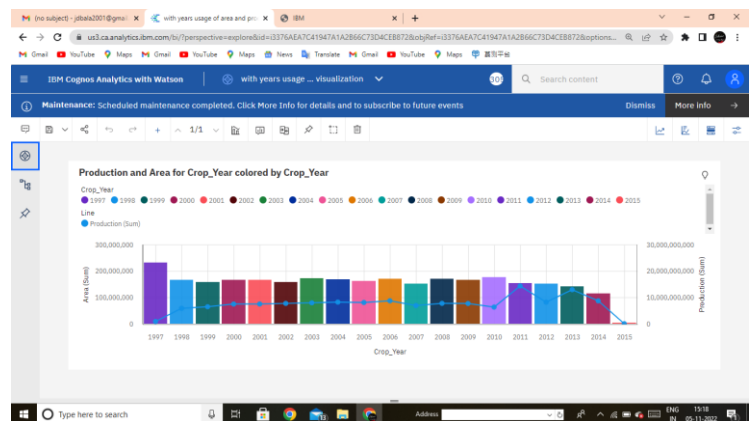 (no subject) - jdbala2001@gmai
with years usage of area and pro
IBM
us3.ca.analytics.ibm.com/bi/?perspective=explore&id=i3376AEA7C41947A1A2B66C73D4CEB872&objRef=i3376AEA7C41947A1A2B66C73D4CEB872&options...
Gmail YouTube Maps Gmail YouTube Maps News Translate Gmail YouTube Maps
IBM Cognos Analytics with Watson with years usage ... visualization Search content
Maintenance: Scheduled maintenance completed. Click More Info for details and to subscribe to future events Dismiss More info
1/1
Production and Area for Crop_Year colored by Crop_Year
Crop_Year
1997 1998 1999 2000 2001 2002 2003 2004 2005 2006 2007 2008 2009 2010 2011 2012 2013 2014 2015
Line
Production (Sum)
300,000,000 30,000,000,000
200,000,000 20,000,000,000
100,000,000 10,000,000,000
0 0
Area (Sum)
Production (Sum)
1997 1998 1999 2000 2001 2002 2003 2004 2005 2006 2007 2008 2009 2010 2011 2012 2013 2014 2015
Crop_Year
Type here to search
Address
ENG 15:18
IN 05-11-2022